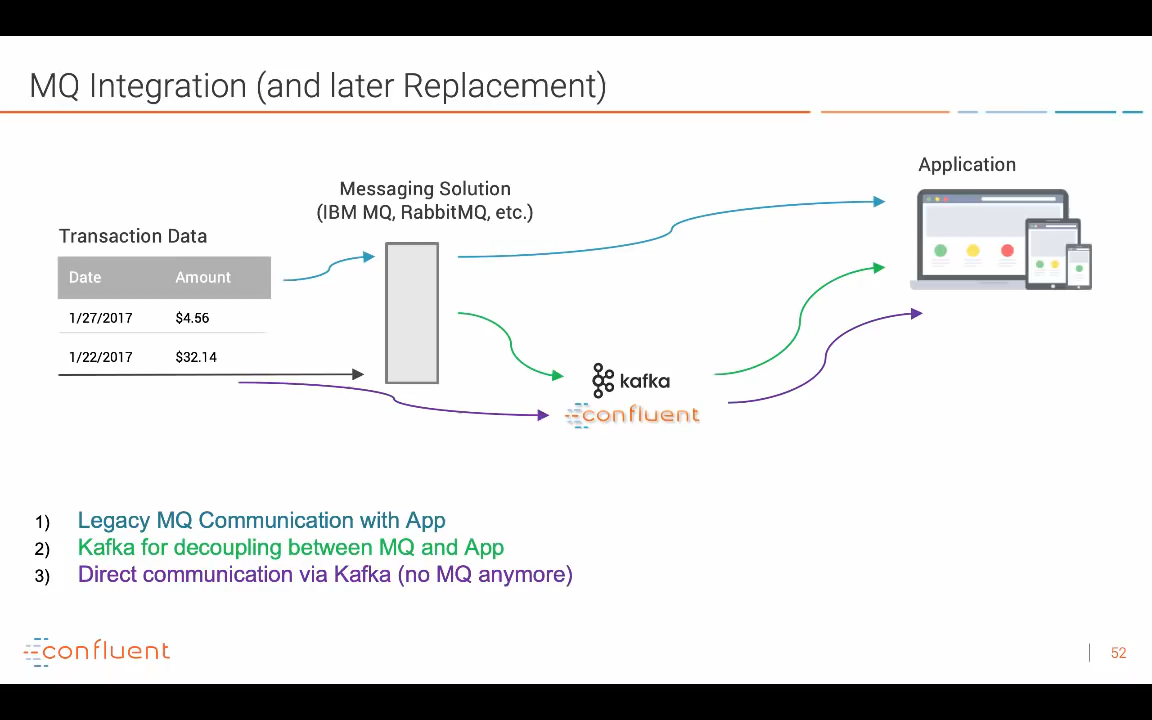 MQ Integration (and later Replacement)
Application
Messaging Solution
(IBM MQ, RabbitMQ, etc.)
Transaction Data
Date Amount
1/27/2017 $4.56
1/22/2017 $32.14
kafka
confluent
1) Legacy MQ Communication with App
2) Kafka for decoupling between MQ and App
3) Direct communication via Kafka (no MQ anymore)
confluent
52